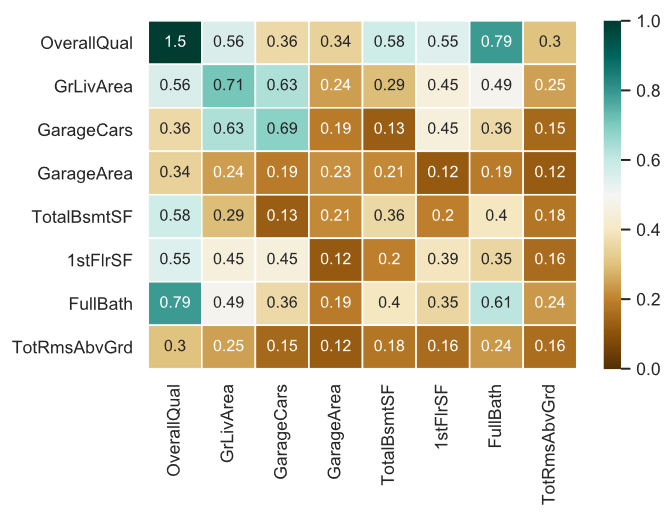 OverallQual 1.5 0.56 0.36 0.34 0.58 0.55 0.79 0.3
GrLivArea 0.56 0.71 0.63 0.24 0.29 0.45 0.49 0.25
GarageCars 0.36 0.63 0.69 0.19 0.13 0.45 0.36 0.15
GarageArea 0.34 0.24 0.19 0.23 0.21 0.12 0.19 0.12
TotalBsmtSF 0.58 0.29 0.13 0.21 0.36 0.2 0.4 0.18
1stFlrSF 0.55 0.45 0.45 0.12 0.2 0.39 0.35 0.16
FullBath 0.79 0.49 0.36 0.19 0.4 0.35 0.61 0.24
TotRmsAbvGrd 0.3 0.25 0.15 0.12 0.18 0.16 0.24 0.16
OverallQual
GrLivArea
GarageCars
GarageArea
TotalBsmtSF
1stFlrSF
FullBath
TotRmsAbvGrd
1.0
0.8
0.6
0.4
0.2
0.0